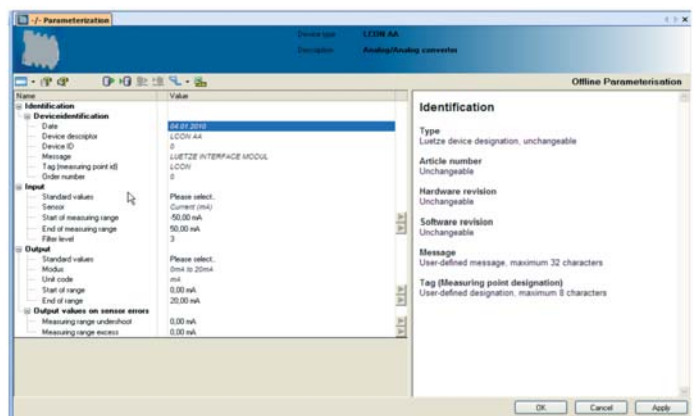 -/- Parameterization
Device type LCON AA
Description Analog/Analog converter
Offline Parameterisation
Name Value
Identification
Deviceidentification
Date 04.01.2010
Device descriptor LCON AA
Device ID 0
Message LUETZE INTERFACE MODUL
Tag (measuring point id) LCON
Order number 0
Input
Standard values Please select.
Sensor Current (mA)
Start of measuring range -50,00 mA
End of measuring range 50,00 mA
Filter level 3
Output
Standard values Please select.
Modus 0mA to 20mA
Unit code mA
Start of range 0,00 mA
End of range 20,00 mA
Output values on sensor errors
Measuring range undershoot 0,00 mA
Measuring range excess 0,00 mA
Identification
Type
Luetze device designation, unchangeable
Article number
Unchangeable
Hardware revision
Unchangeable
Software revision
Unchangeable
Message
User-defined message, maximum 32 characters
Tag (Measuring point designation)
User-defined designation, maximum 8 characters
OK Cancel Apply